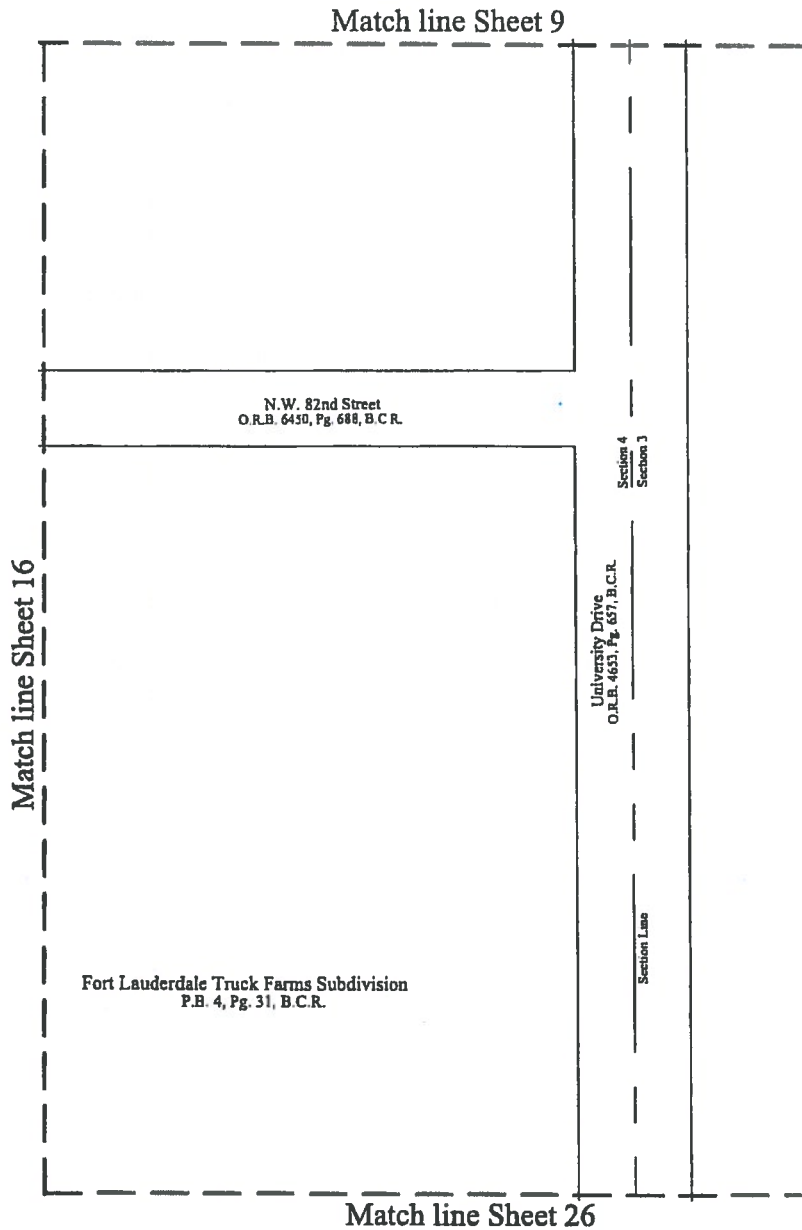 Match line Sheet 9
N.W. 82nd Street
O.R.B. 6450, Pg. 688, B.C R.
Section 4
Section 3
Match line Sheet 16
University Drive
O.R.B. 4653, Pg. 657, B.C.R.
Section Line
Fort Lauderdale Truck Farms Subdivision
P.B. 4, Pg. 31, B.C.R.
Match line Sheet 26